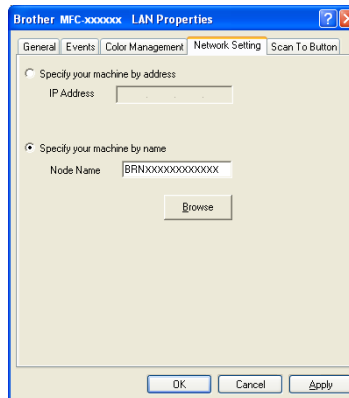 Brother MFC-xxxxxx LAN Properties
General Events Color Management Network Setting Scan To Button
Specify your machine by address
IP Address
Specify your machine by name
Node Name BRNXXXXXXXXXXXX
Browse
OK Cancel Apply